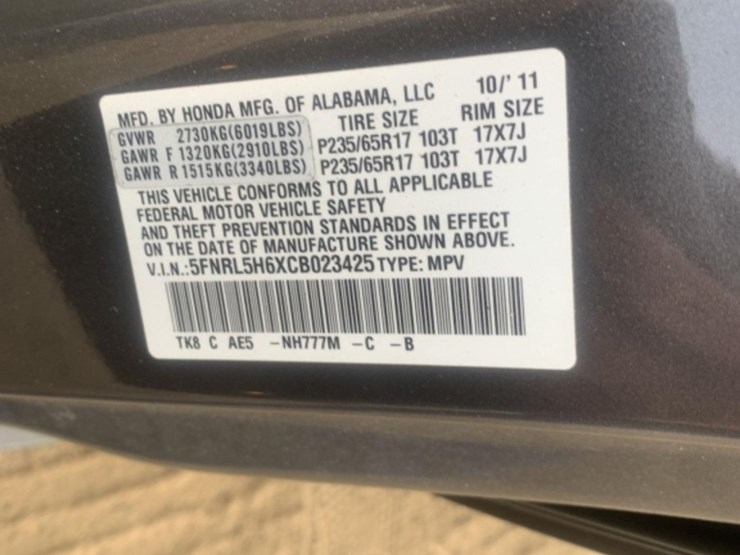 MFD. BY HONDA MFG. OF ALABAMA, LLC 10/'11
GVWR 2730KG(6019LBS) TIRE SIZE RIM SIZE
GAWR F 1320KG(2910LBS) P235/65R17 103T 17X7J
GAWR R 1515KG(3340LBS) P235/65R17 103T 17X7J
THIS VEHICLE CONFORMS TO ALL APPLICABLE
FEDERAL MOTOR VEHICLE SAFETY
AND THEFT PREVENTION STANDARDS IN EFFECT
ON THE DATE OF MANUFACTURE SHOWN ABOVE.
V.I.N.:5FNRL5H6XCB023425 TYPE: MPV
TK8 C AE5 -NH777M -C -B